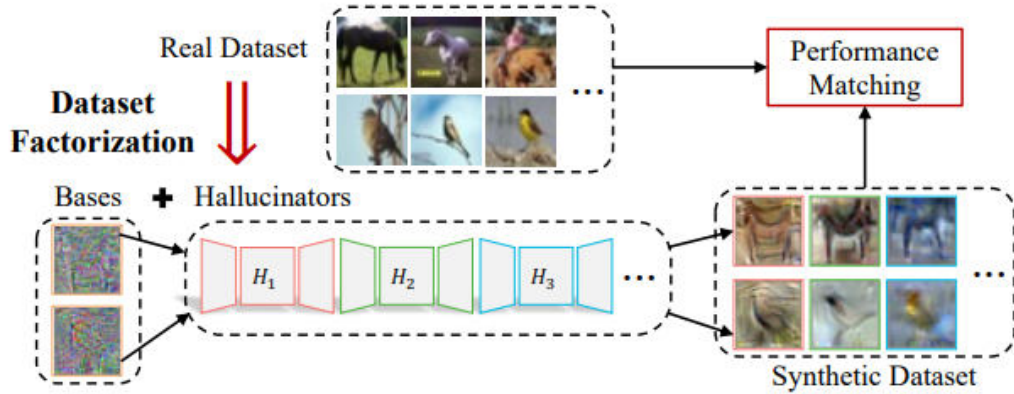 Real Dataset
Performance
Matching
Dataset
Factorization
Bases + Hallucinators
H₁
H₂
H₃
...
...
...
Synthetic Dataset